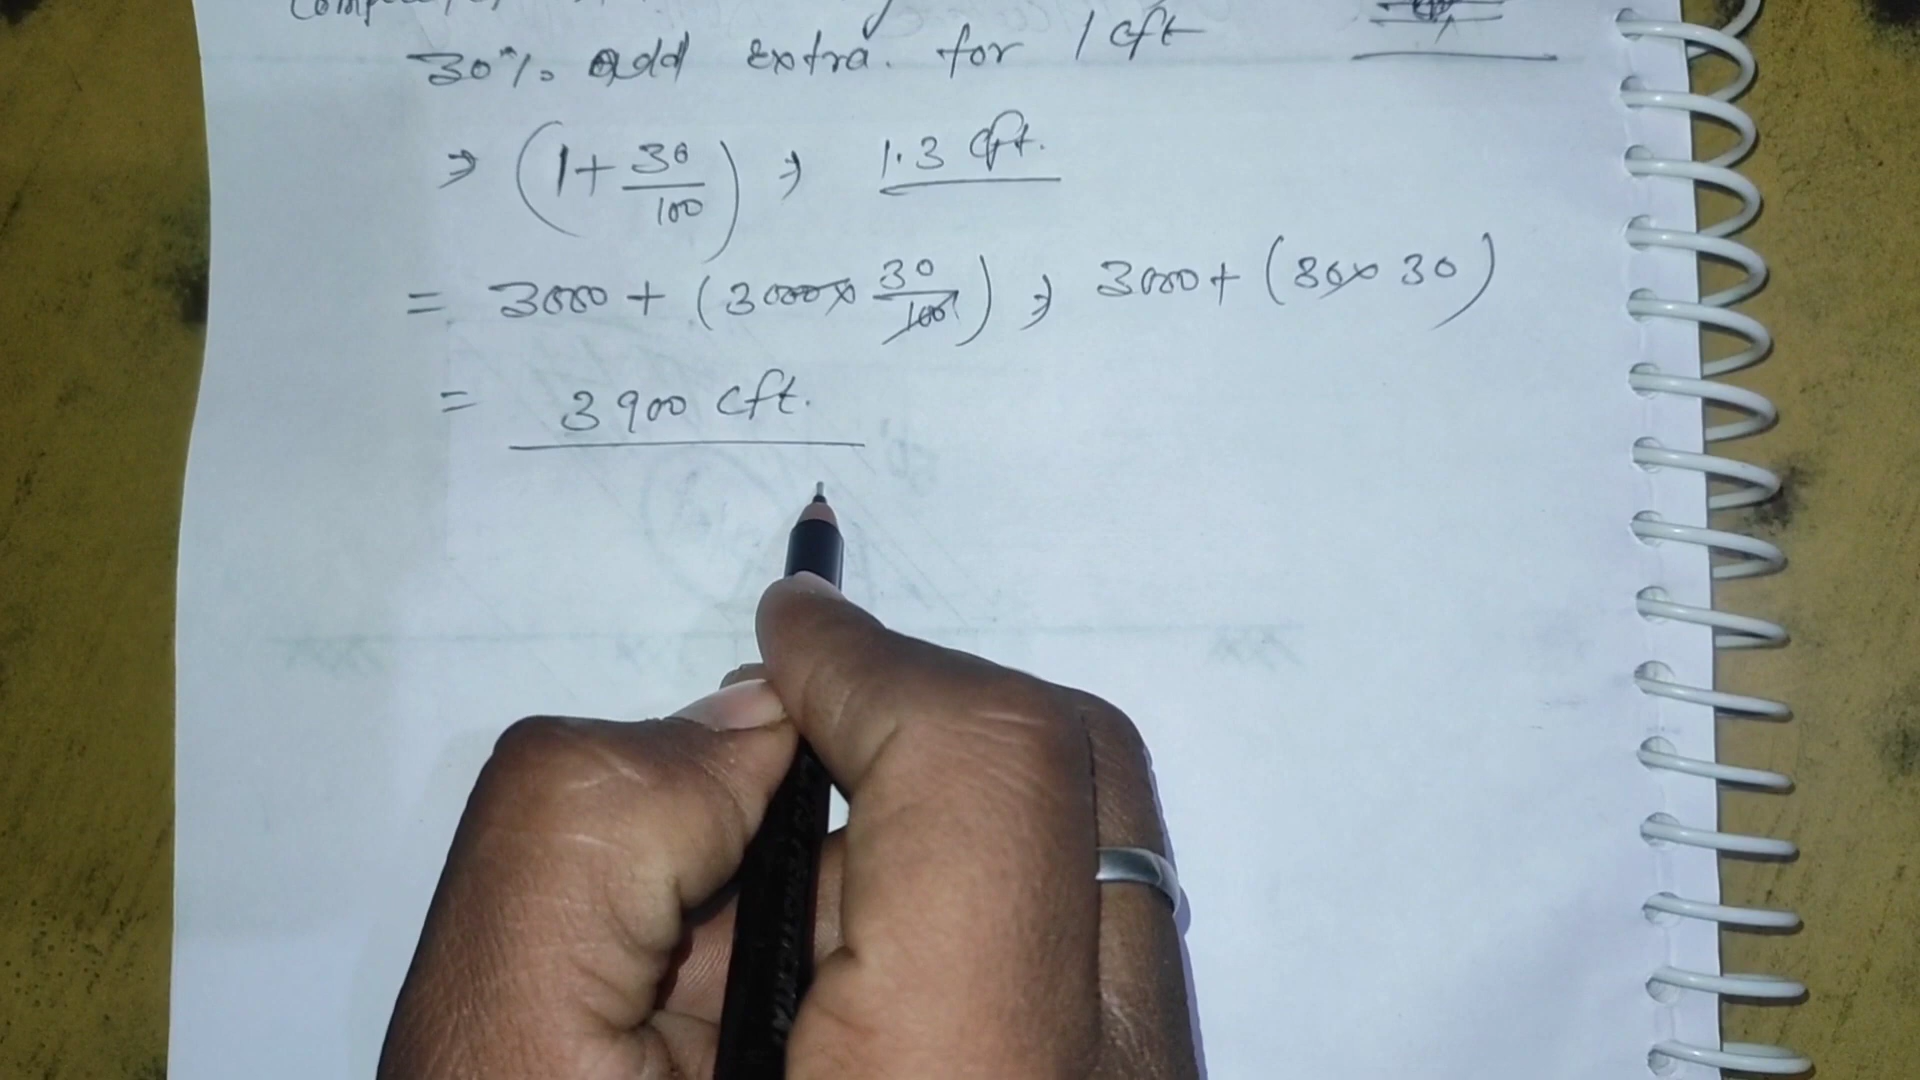 30% add extra. for 1 cft
⇒ (1 + 30/100) ⇒ 1.3 cft.
= 3000 + (3000 x 30/100) ⇒ 3000 + (30 x 30)
= 3900 cft.